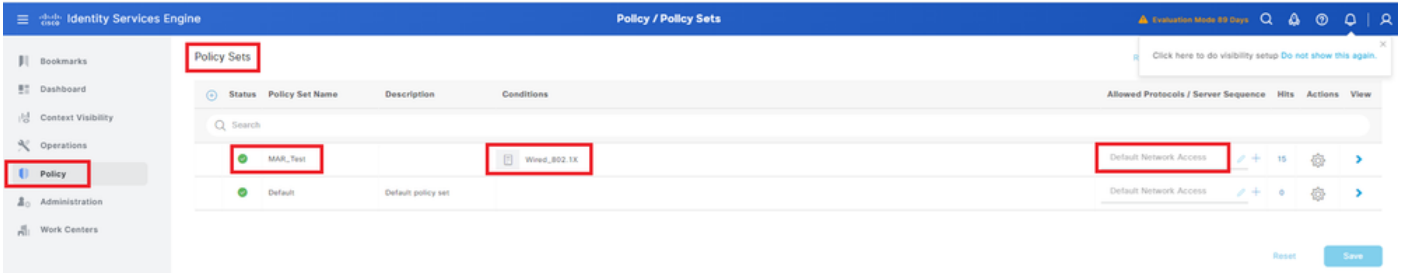 cisco Identity Services Engine Policy / Policy Sets Evaluation Mode 89 Days
Click here to do visibility setup Do not show this again.
Bookmarks
Dashboard
Context Visibility
Operations
Policy
Administration
Work Centers
Policy Sets
Status Policy Set Name Description Conditions Allowed Protocols / Server Sequence Hits Actions View
Search
MAR_Test Wired_802.1X Default Network Access 15
Default Default policy set Default Network Access 0
Reset Save